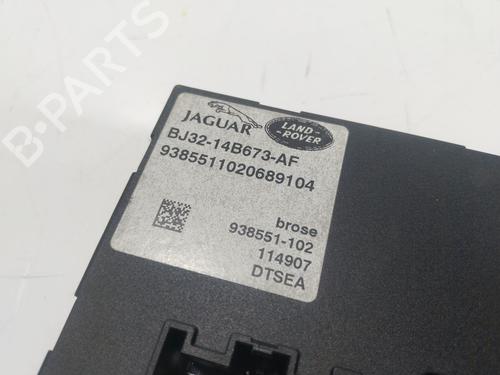 B-PARTS
JAGUAR
LAND-
ROVER
BJ32-14B673-AF
9385511020689104
brose
938551-102
114907
DTSEA